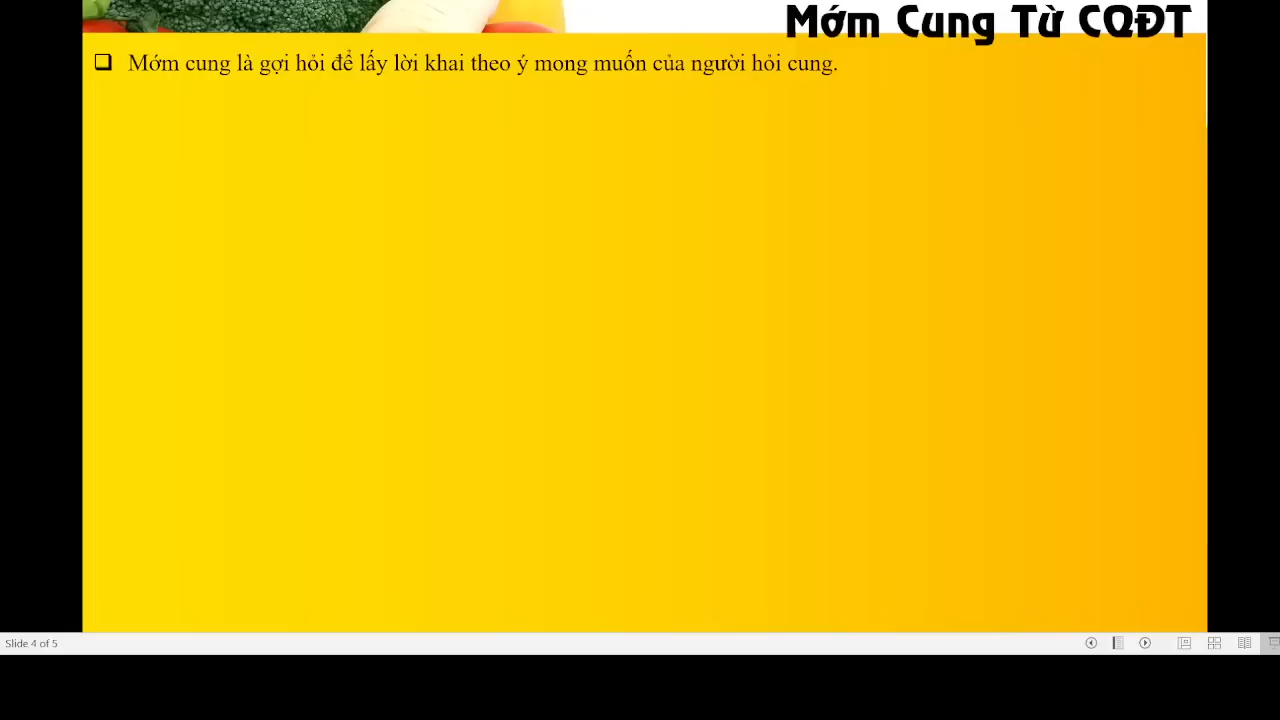 Mớm Cung Từ CQĐT
❑ Mớm cung là gợi hỏi để lấy lời khai theo ý mong muốn của người hỏi cung.
Slide 4 of 5